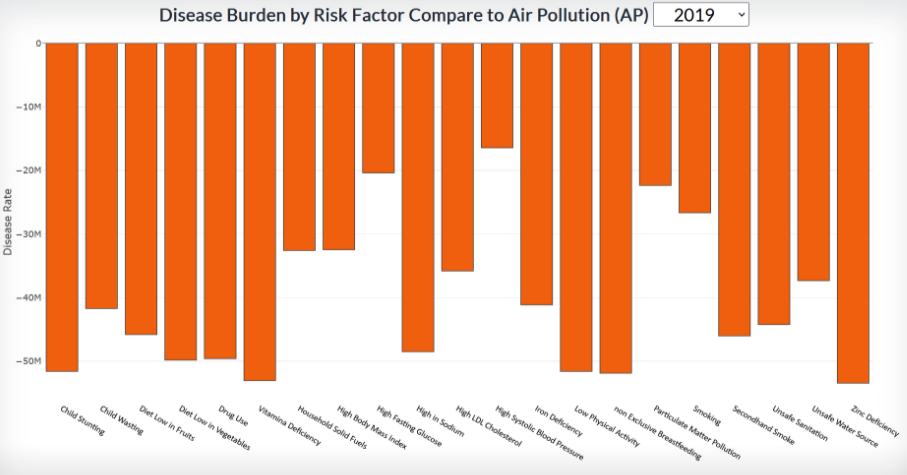 Disease Burden by Risk Factor Compare to Air Pollution (AP) 2019
0
−10M
−20M
−30M
−40M
−50M
Disease Rate
Child Stunting
Child Wasting
Diet Low in Fruits
Diet Low in Vegetables
Drug Use
Vitamina Deficiency
Household Solid Fuels
High Body Mass Index
High Fasting Glucose
High in Sodium
High LDL Cholesterol
High Systolic Blood Pressure
Iron Deficiency
Low Physical Activity
non Exclusive Breastfeeding
Particulate Matter Pollution
Smoking
Secondhand Smoke
Unsafe Sanitation
Unsafe Water Source
Zinc Deficiency